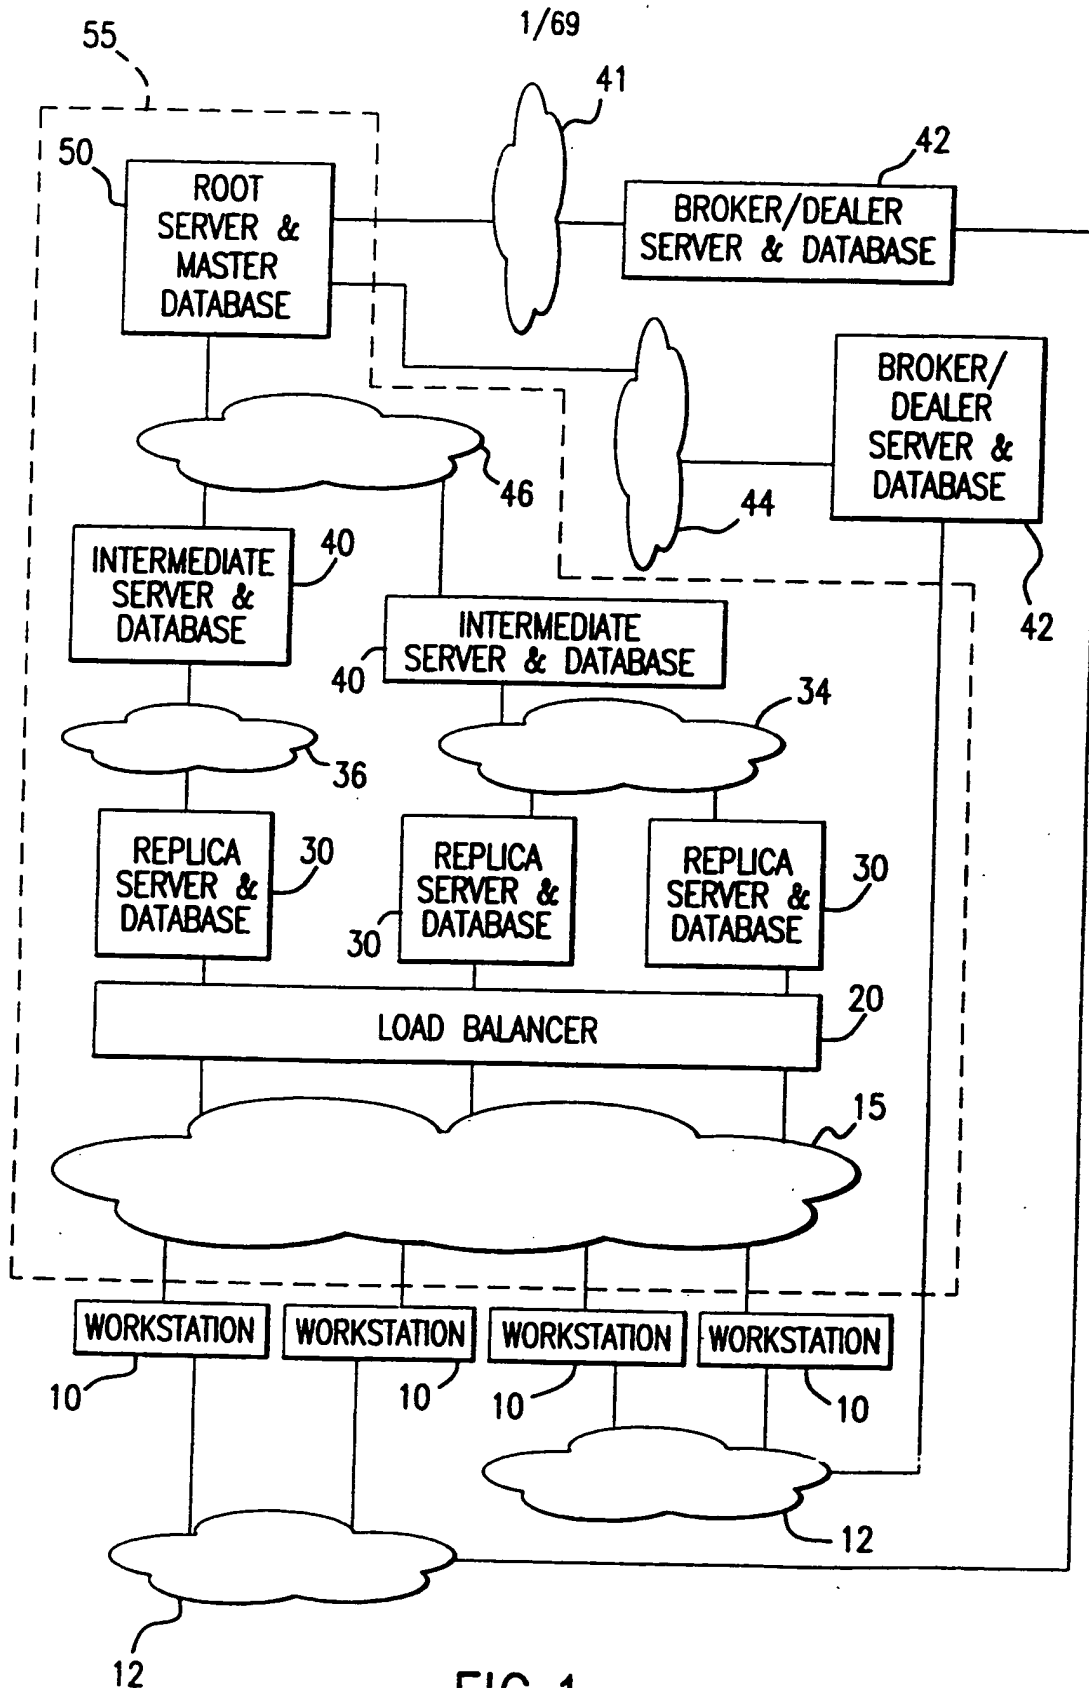 1/69
55
41
50
ROOT
SERVER &
MASTER
DATABASE
42
BROKER/DEALER
SERVER & DATABASE
BROKER/
DEALER
SERVER &
DATABASE
46
44
42
INTERMEDIATE
SERVER &
DATABASE
40
INTERMEDIATE
SERVER & DATABASE
40
34
36
REPLICA
SERVER &
DATABASE
30
REPLICA
SERVER &
DATABASE
30
REPLICA
SERVER &
DATABASE
30
LOAD BALANCER
20
15
WORKSTATION
WORKSTATION
WORKSTATION
WORKSTATION
10
10
10
10
12
12
FIG. 1